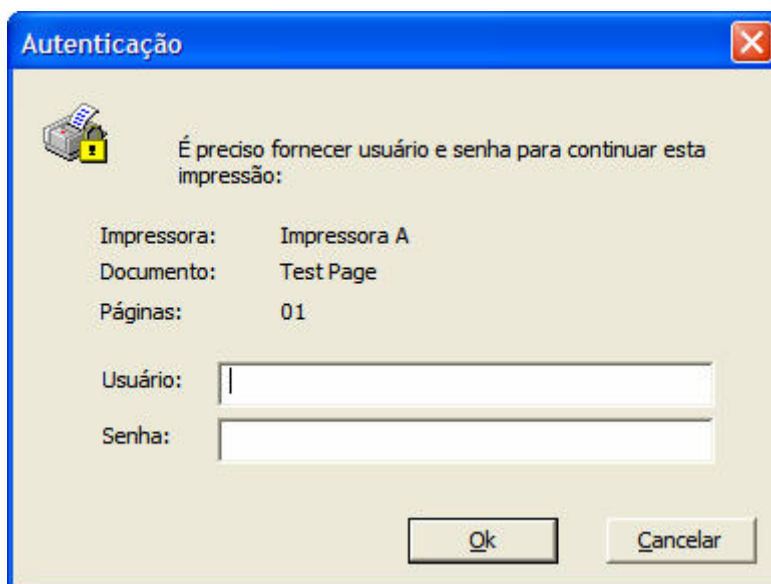 Autenticação
É preciso fornecer usuário e senha para continuar esta
impressão:
Impressora: Impressora A
Documento: Test Page
Páginas: 01
Usuário:
Senha:
Ok Cancelar